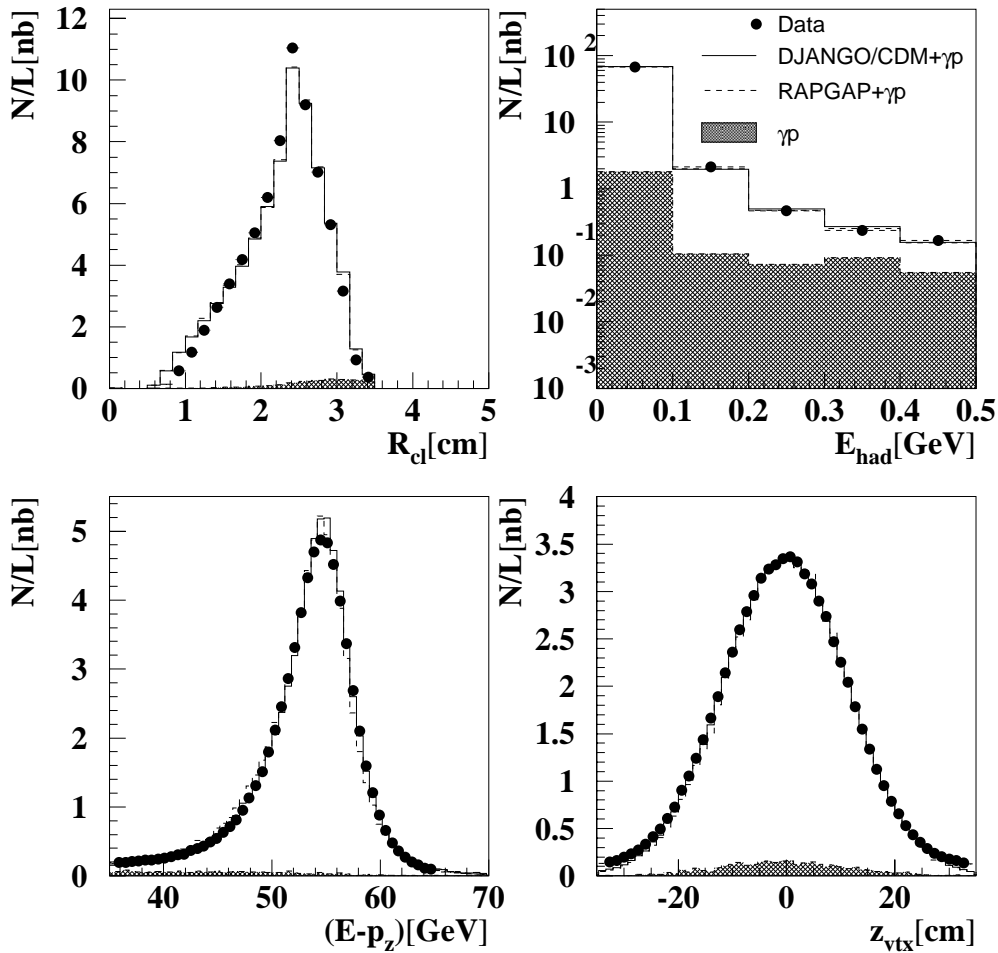 N/L[nb]
12
10
8
6
4
2
0
0 1 2 3 4 5
R_cl[cm]
N/L[nb]
10^2
10
1
10^-1
10^-2
10^-3
0 0.1 0.2 0.3 0.4 0.5
E_had[GeV]
Data
DJANGO/CDM+γp
RAPGAP+γp
γp
N/L[nb]
5
4
3
2
1
0
40 50 60 70
(E-p_z)[GeV]
N/L[nb]
4
3.5
3
2.5
2
1.5
1
0.5
0
-20 0 20
z_vtx[cm]